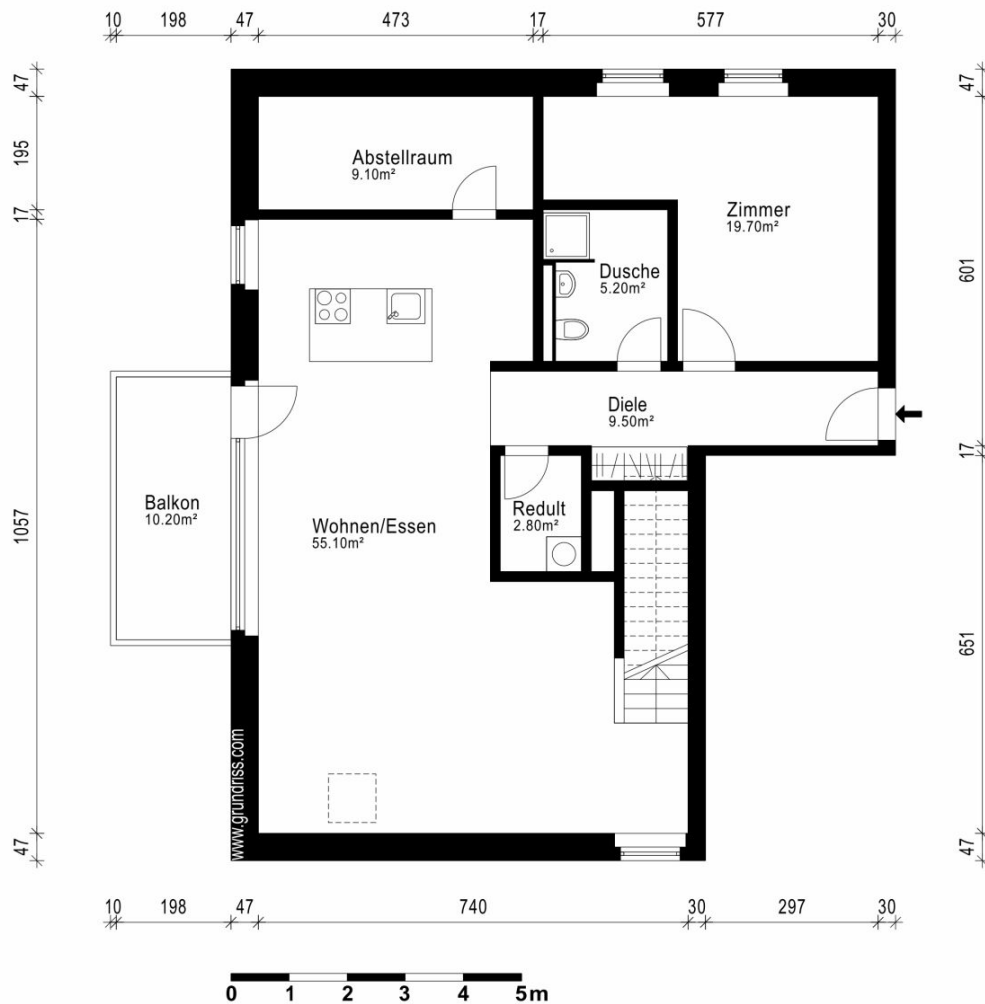 10 198 47 473 17 577 30
47
47
195
Abstellraum
9.10m²
17
Zimmer
19.70m²
601
Dusche
5.20m²
Diele
9.50m²
17
Balkon
10.20m²
1057
Wohnen/Essen
55.10m²
Redult
2.80m²
651
www.grundriss.com
47
47
10 198 47 740 30 297 30
0 1 2 3 4 5m